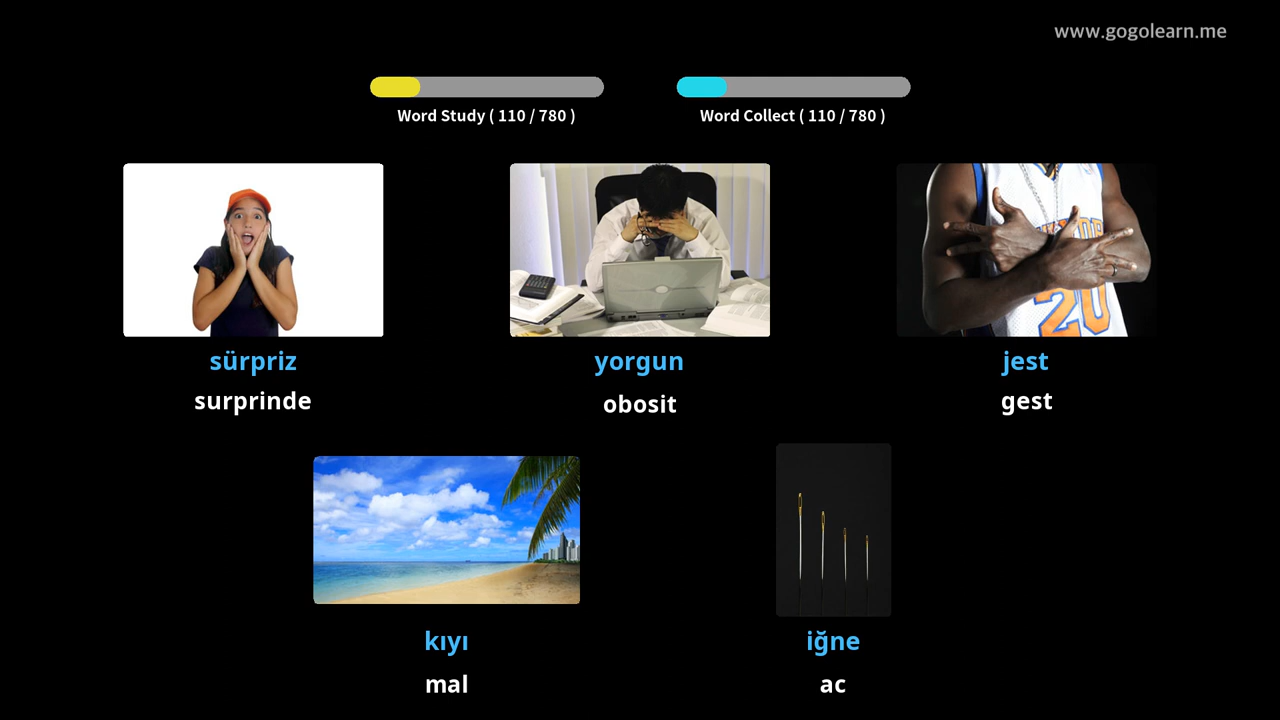 www.gogolearn.me
Word Study ( 110 / 780 )
Word Collect ( 110 / 780 )
sürpriz
surprinde
yorgun
obosit
jest
gest
20
kıyı
mal
iğne
ac